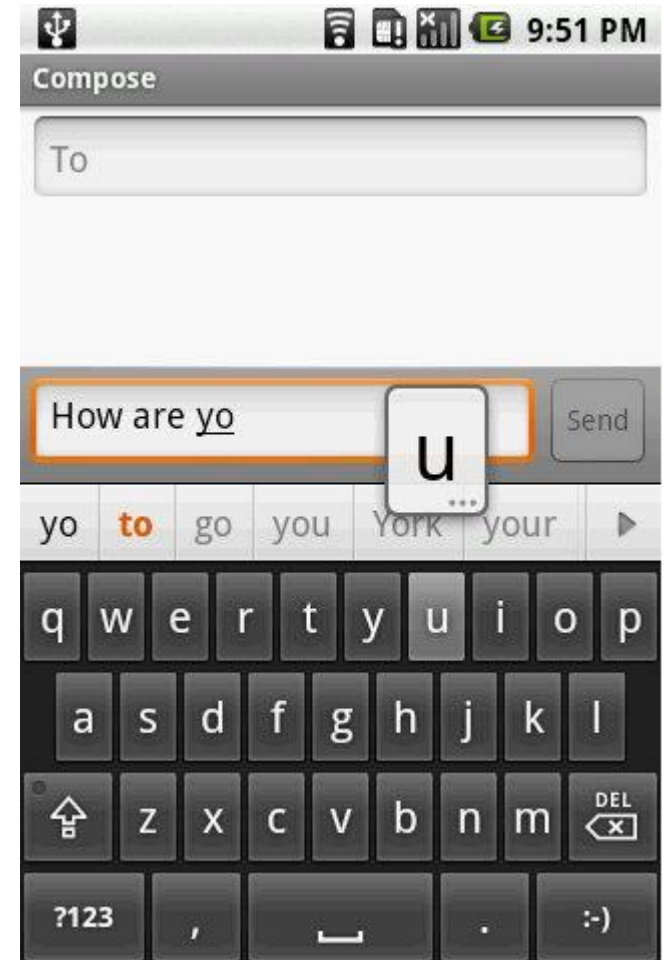 9:51 PM
Compose
To
How are yo
Send
u
...
yo to go you York your
q w e r t y u i o p
a s d f g h j k l
z x c v b n m DEL
?123 , . :-)